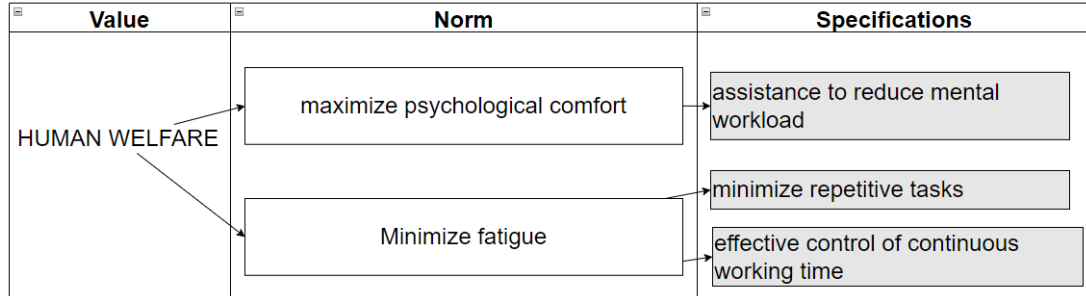 Value
Norm
Specifications
HUMAN WELFARE
maximize psychological comfort
assistance to reduce mental
workload
minimize repetitive tasks
Minimize fatigue
effective control of continuous
working time